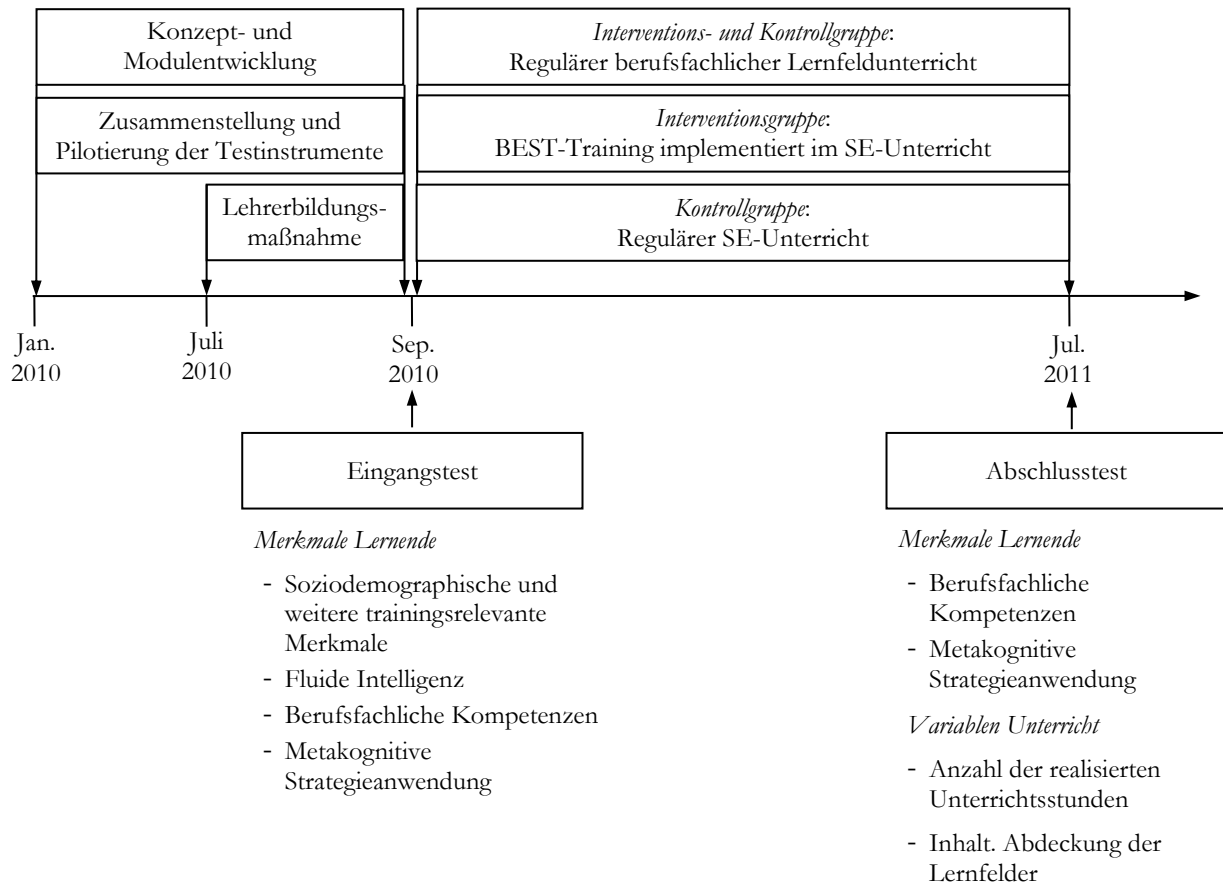 Konzept- und
Modulentwicklung
Interventions- und Kontrollgruppe:
Regulärer berufsfachlicher Lernfeldunterricht
Zusammenstellung und
Pilotierung der Testinstrumente
Interventionsgruppe:
BEST-Training implementiert im SE-Unterricht
Lehrerbildungs-
maßnahme
Kontrollgruppe:
Regulärer SE-Unterricht
Jan.
2010
Juli
2010
Sep.
2010
Jul.
2011
Eingangstest
Merkmale Lernende
- Soziodemographische und
weitere trainingsrelevante
Merkmale
- Fluide Intelligenz
- Berufsfachliche Kompetenzen
- Metakognitive
Strategieanwendung
Abschlusstest
Merkmale Lernende
- Berufsfachliche
Kompetenzen
- Metakognitive
Strategieanwendung
Variablen Unterricht
- Anzahl der realisierten
Unterrichtsstunden
- Inhalt. Abdeckung der
Lernfelder